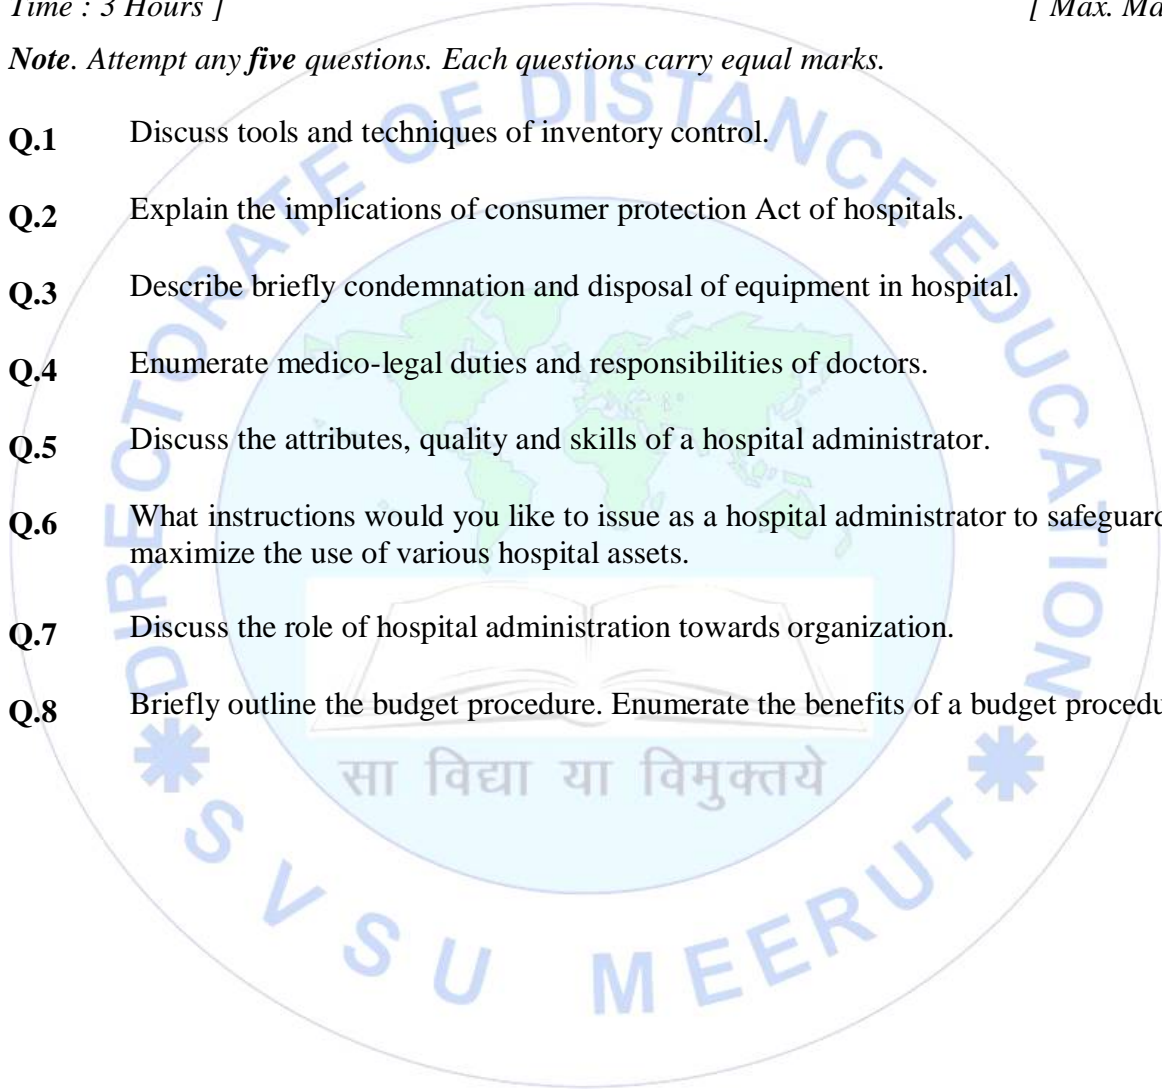 Time : 3 Hours ] [ Max. Ma
Note. Attempt any five questions. Each questions carry equal marks.
Q.1 Discuss tools and techniques of inventory control.
Q.2 Explain the implications of consumer protection Act of hospitals.
Q.3 Describe briefly condemnation and disposal of equipment in hospital.
Q.4 Enumerate medico-legal duties and responsibilities of doctors.
Q.5 Discuss the attributes, quality and skills of a hospital administrator.
Q.6 What instructions would you like to issue as a hospital administrator to safeguard
maximize the use of various hospital assets.
Q.7 Discuss the role of hospital administration towards organization.
Q.8 Briefly outline the budget procedure. Enumerate the benefits of a budget procedu
DIRECTORATE OF DISTANCE EDUCATION
सा विद्या या विमुक्तये
* SVSU MEERUT *